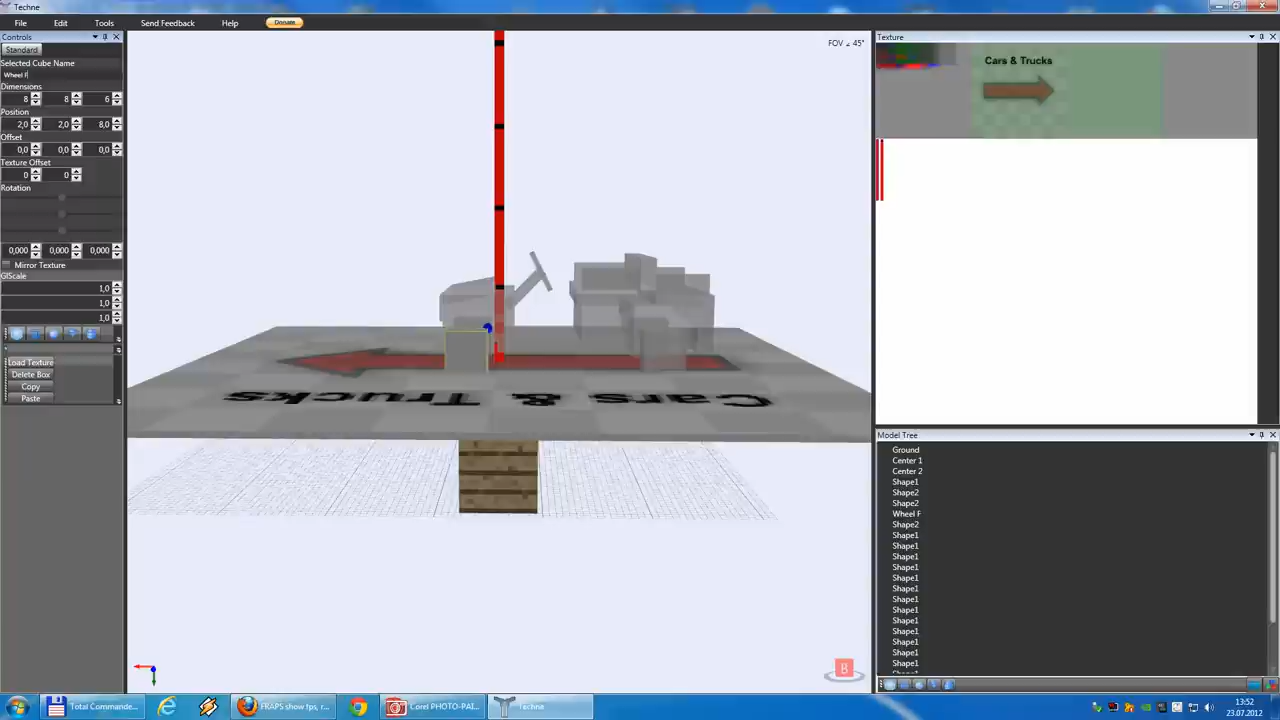 Techne
File Edit Tools Send Feedback Help Donate
Controls
Standard
Selected Cube Name
Wheel F
Dimensions
8 8 6
Position
2,0 2,0 8,0
Offset
0,0 0,0 0,0
Texture Offset
0 0
Rotation
0,000 0,000 0,000
Mirror Texture
GlScale
1,0
1,0
1,0
Load Texture
Delete Box
Copy
Paste
FOV ∠ 45°
Cars & Trucks
B
Texture
Cars & Trucks
Model Tree
Ground
Center 1
Center 2
Shape1
Shape2
Shape2
Wheel F
Shape2
Shape1
Shape1
Shape1
Shape1
Shape1
Shape1
Shape1
Shape1
Shape1
Shape1
Shape1
Shape1
Shape1
Total Commande...
FRAPS show fps, r...
Corel PHOTO-PAI...
Techne
13:52
23.07.2012